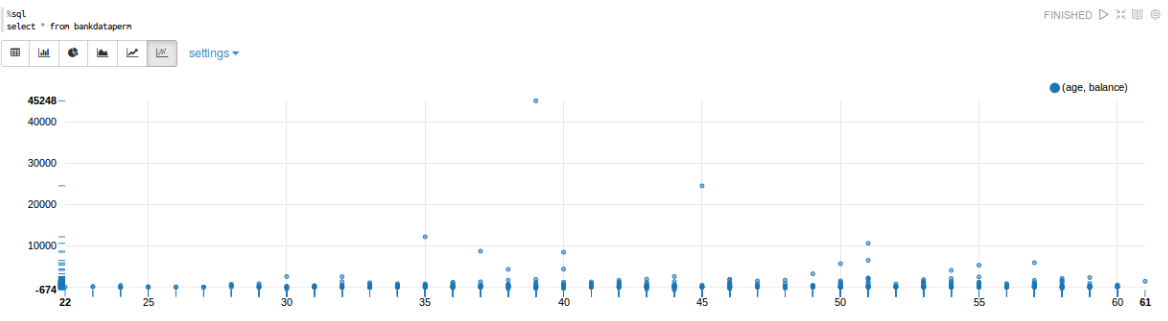 %sql
select * from bankdataperm
FINISHED
settings
(age, balance)
45248
40000
30000
20000
10000
-674
22 25 30 35 40 45 50 55 60 61